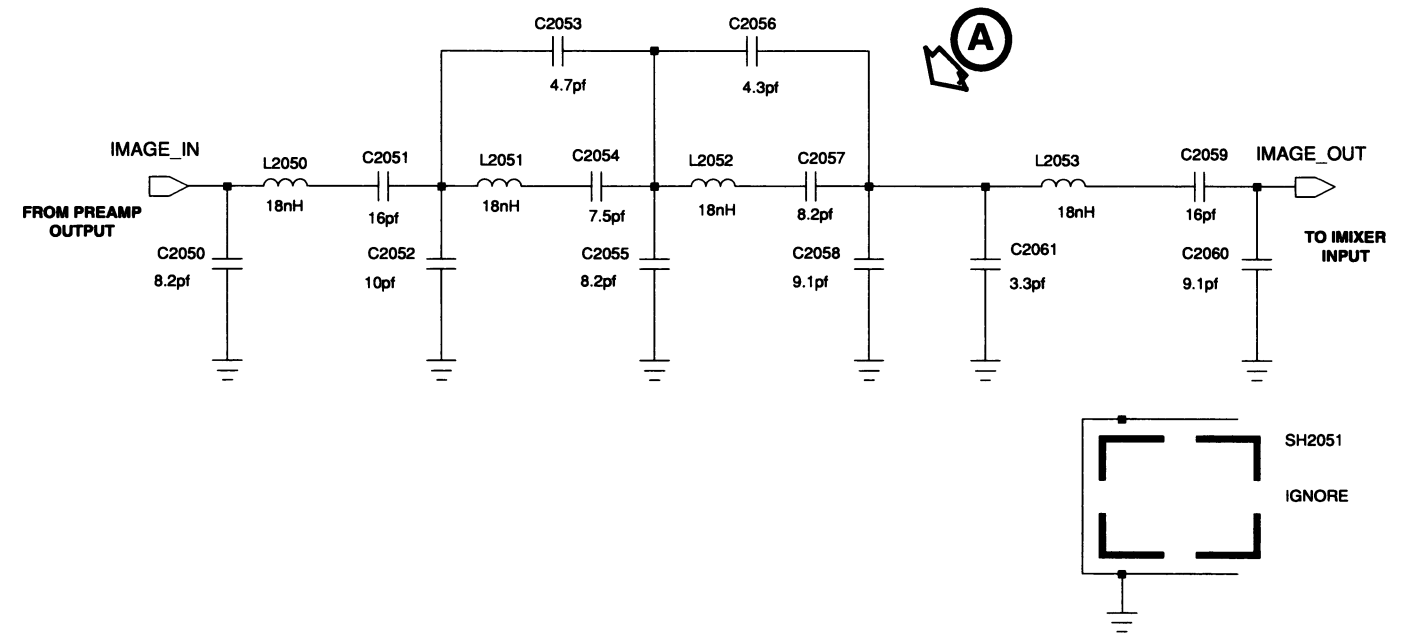 C2053
C2056
A
4.7pf
4.3pf
IMAGE_IN
L2050
C2051
L2051
C2054
L2052
C2057
L2053
C2059
IMAGE_OUT
18nH
16pf
18nH
7.5pf
18nH
8.2pf
18nH
16pf
FROM PREAMP
OUTPUT
TO IMIXER
INPUT
C2050
8.2pf
C2052
10pf
C2055
8.2pf
C2058
9.1pf
C2061
3.3pf
C2060
9.1pf
SH2051
IGNORE